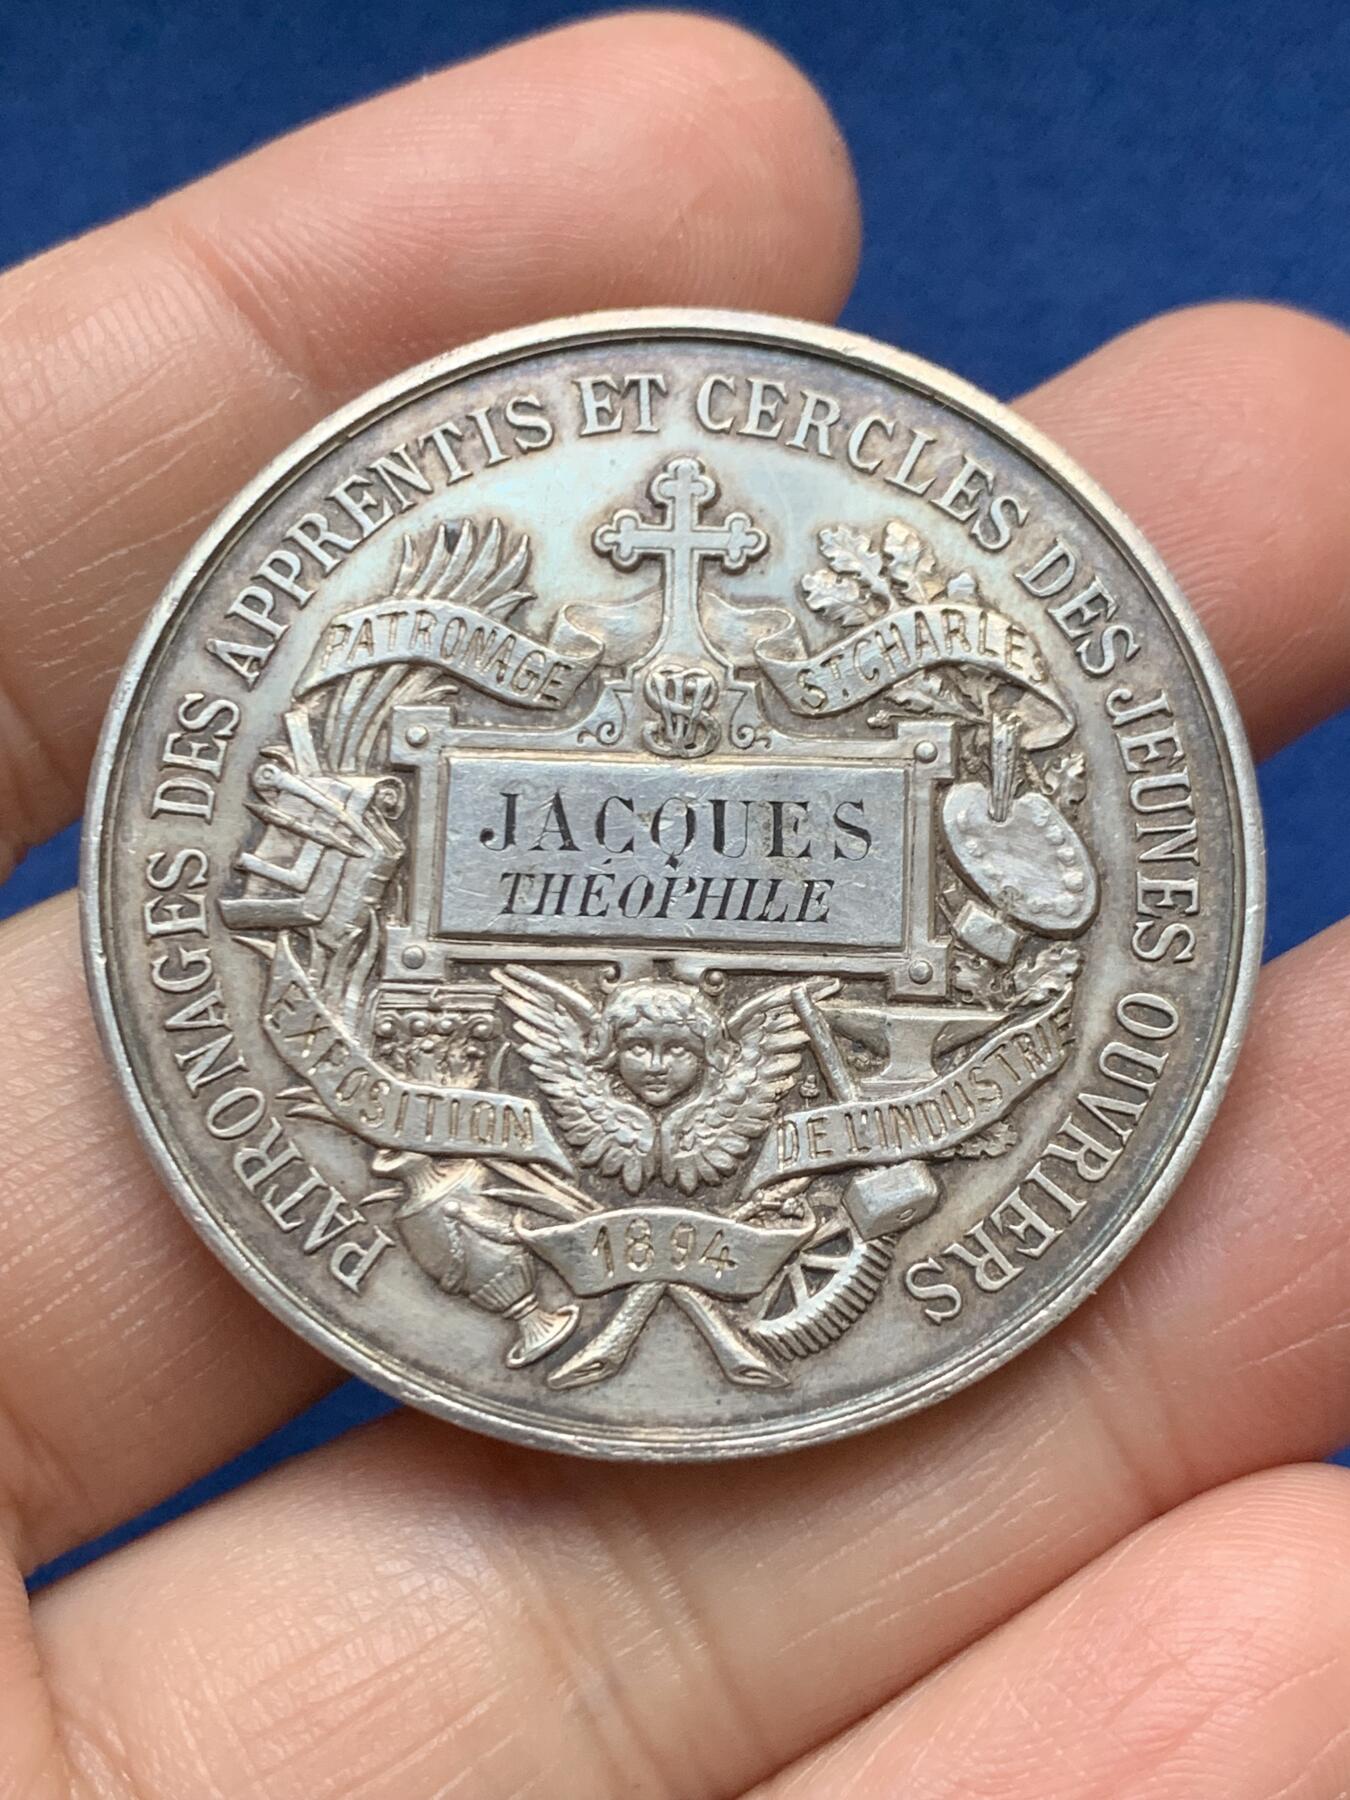 PATRONAGES DES APPRENTIS ET CERCLES DES JEUNES OUVRIERS
PATRONAGE ST CHARLES
JACQUES
THÉOPHILE
EXPOSITION DE L'INDUSTRIE
1894